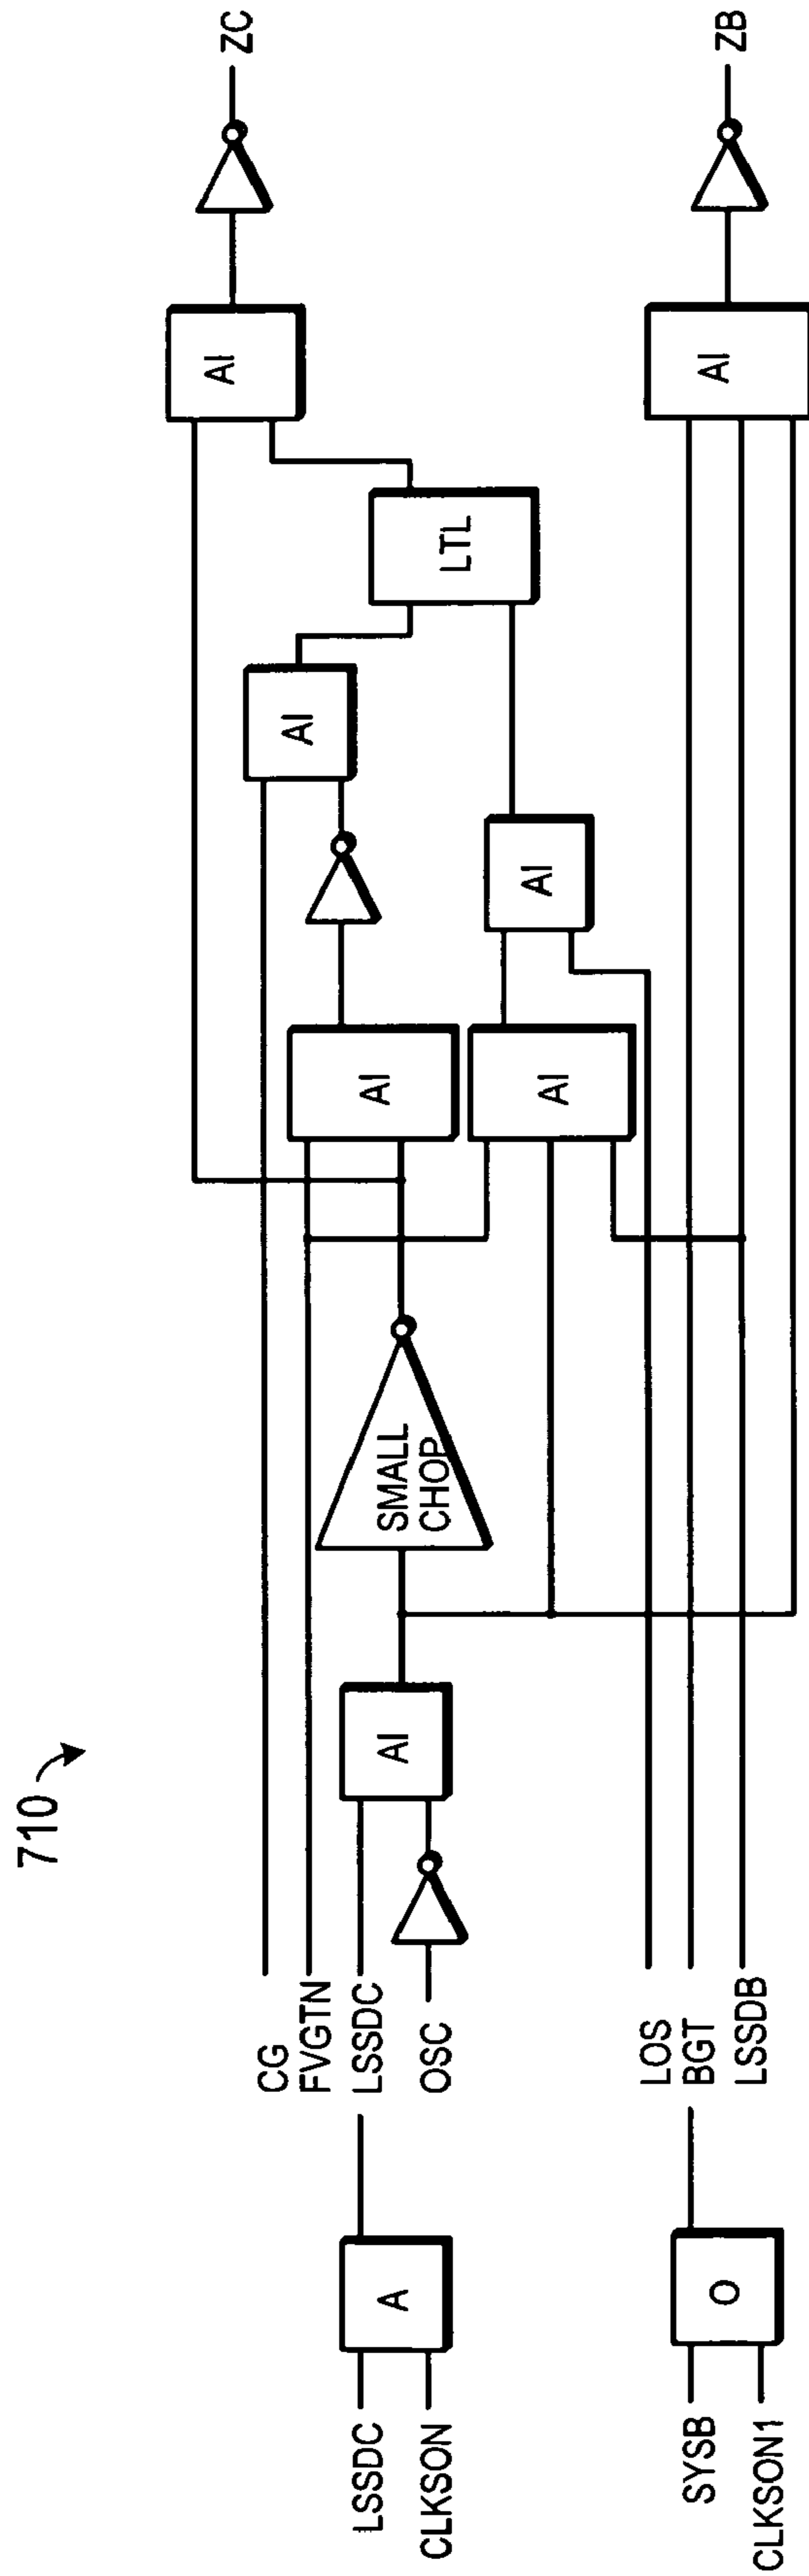 710
LSSDC
CLKSON
A
SYSB
CLKSON1
O
CG
FVGTN
LSSDC
OSC
LOS
BGT
LSSDB
AI
SMALL
CHOP
AI
AI
AI
AI
LTL
AI
ZC
AI
ZB